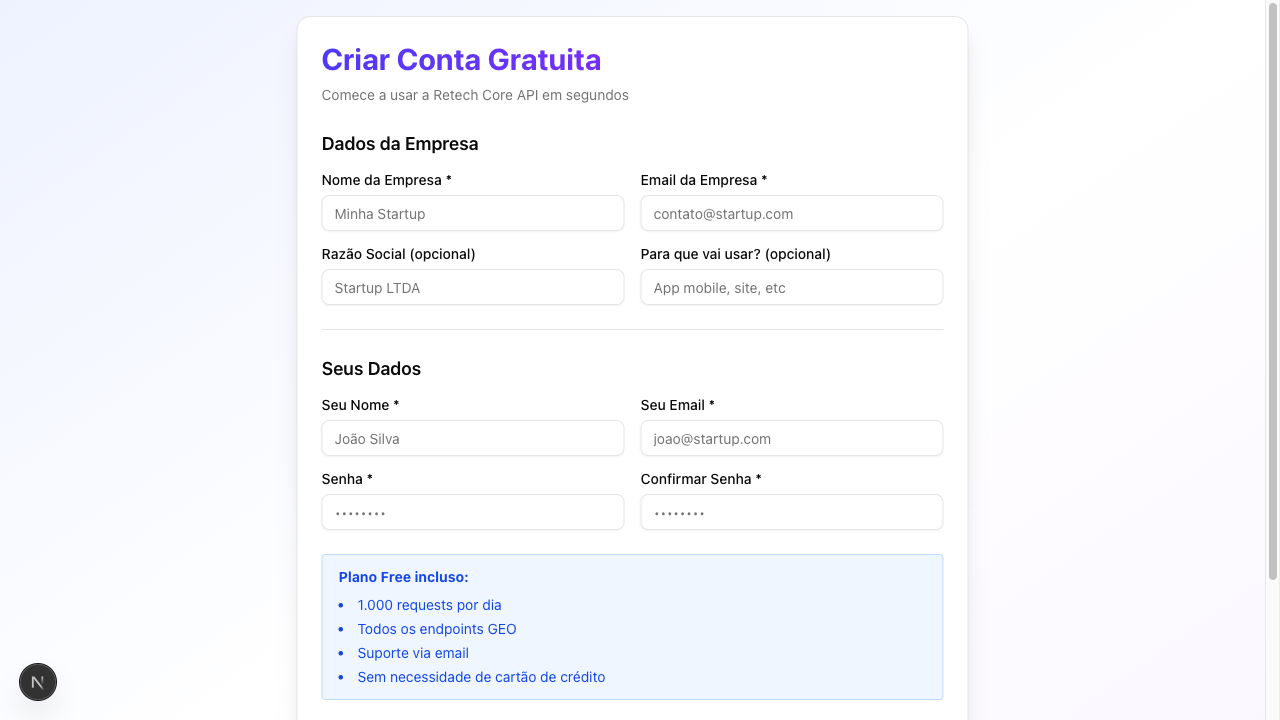 Criar Conta Gratuita
Comece a usar a Retech Core API em segundos
Dados da Empresa
Nome da Empresa *
Email da Empresa *
Minha Startup
contato@startup.com
Razão Social (opcional)
Para que vai usar? (opcional)
Startup LTDA
App mobile, site, etc
Seus Dados
Seu Nome *
Seu Email *
João Silva
joao@startup.com
Senha *
Confirmar Senha *
••••••••
••••••••
Plano Free incluso:
• 1.000 requests por dia
• Todos os endpoints GEO
• Suporte via email
• Sem necessidade de cartão de crédito
N